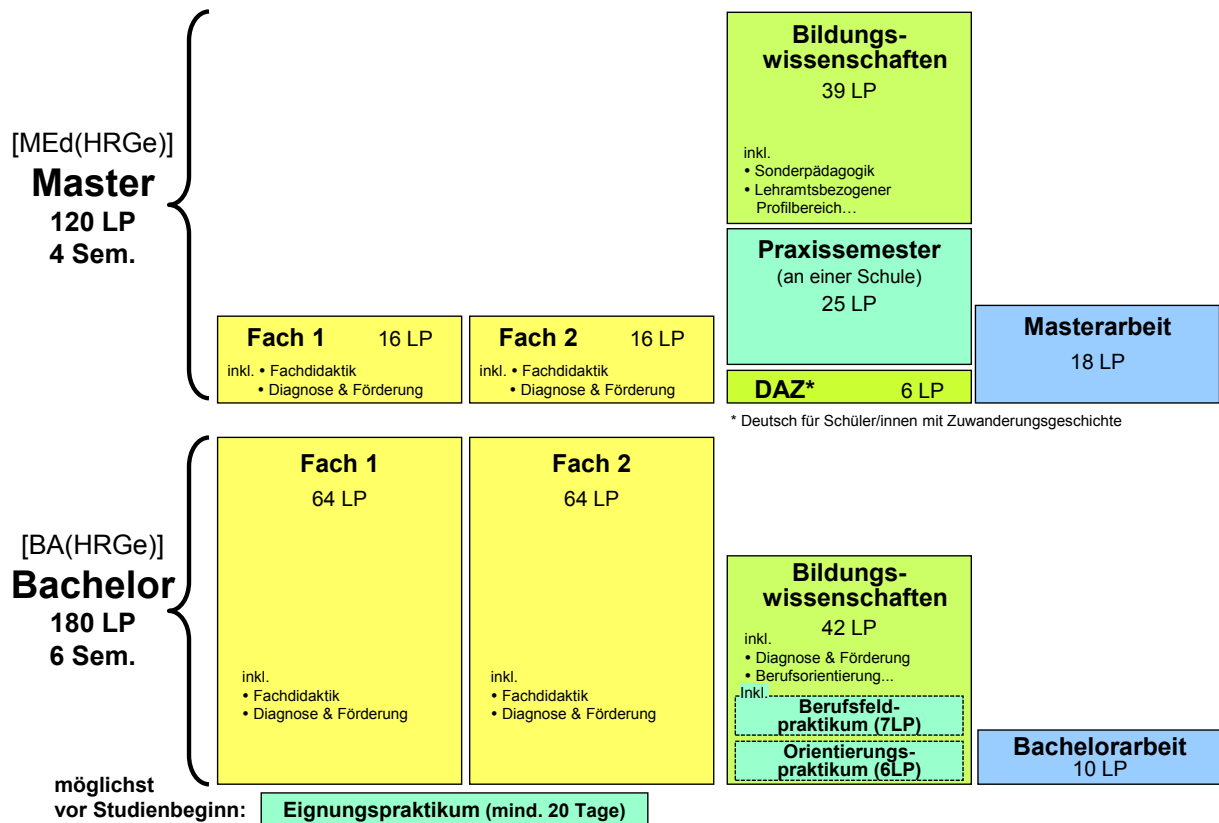 [MEd(HRGe)]
Master
120 LP
4 Sem.
Bildungs-
wissenschaften
39 LP
inkl.
• Sonderpädagogik
• Lehramtsbezogener
Profilbereich…
Praxissemester
(an einer Schule)
25 LP
Fach 1 16 LP
inkl. • Fachdidaktik
• Diagnose & Förderung
Fach 2 16 LP
inkl. • Fachdidaktik
• Diagnose & Förderung
DAZ* 6 LP
Masterarbeit
18 LP
* Deutsch für Schüler/innen mit Zuwanderungsgeschichte
[BA(HRGe)]
Bachelor
180 LP
6 Sem.
Fach 1
64 LP
inkl.
• Fachdidaktik
• Diagnose & Förderung
Fach 2
64 LP
inkl.
• Fachdidaktik
• Diagnose & Förderung
Bildungs-
wissenschaften
42 LP
inkl.
• Diagnose & Förderung
• Berufsorientierung...
Inkl.
Berufsfeld-
praktikum (7LP)
Orientierungs-
praktikum (6LP)
Bachelorarbeit
10 LP
möglichst
vor Studienbeginn:
Eignungspraktikum (mind. 20 Tage)